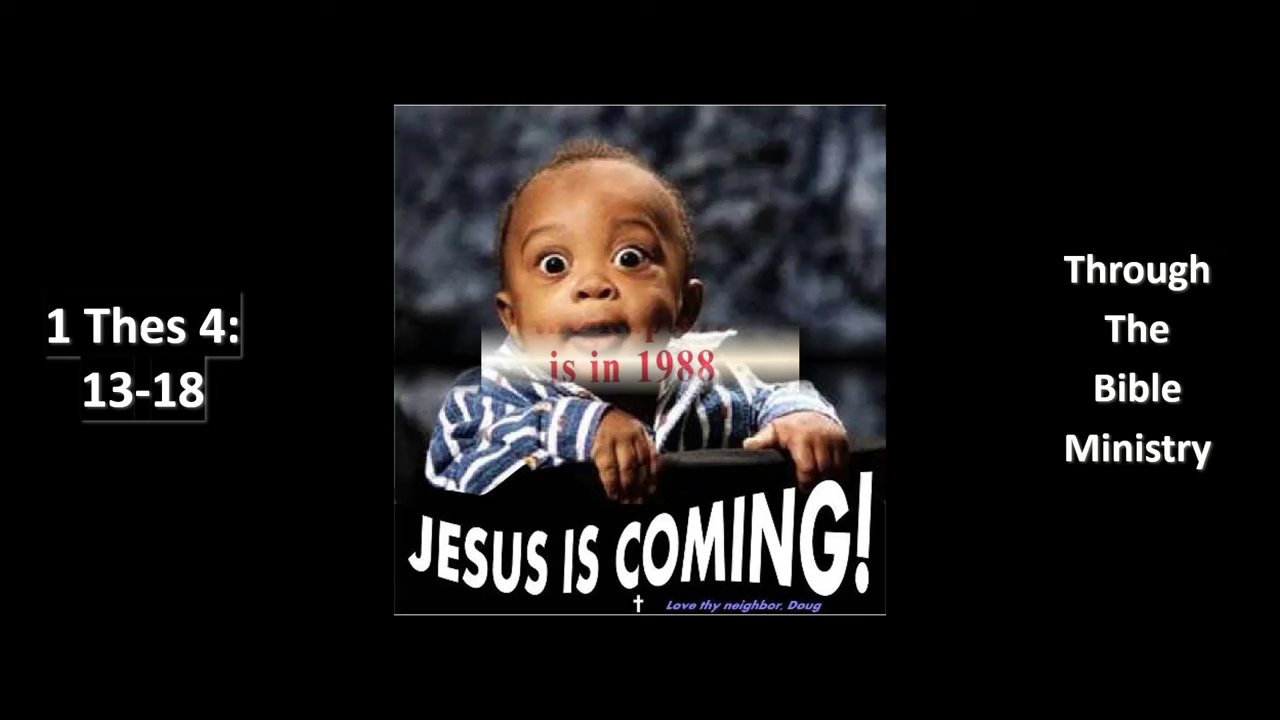 1 Thes 4:
13-18
is in 1988
JESUS IS COMING!
Love thy neighbor, Doug
Through
The
Bible
Ministry